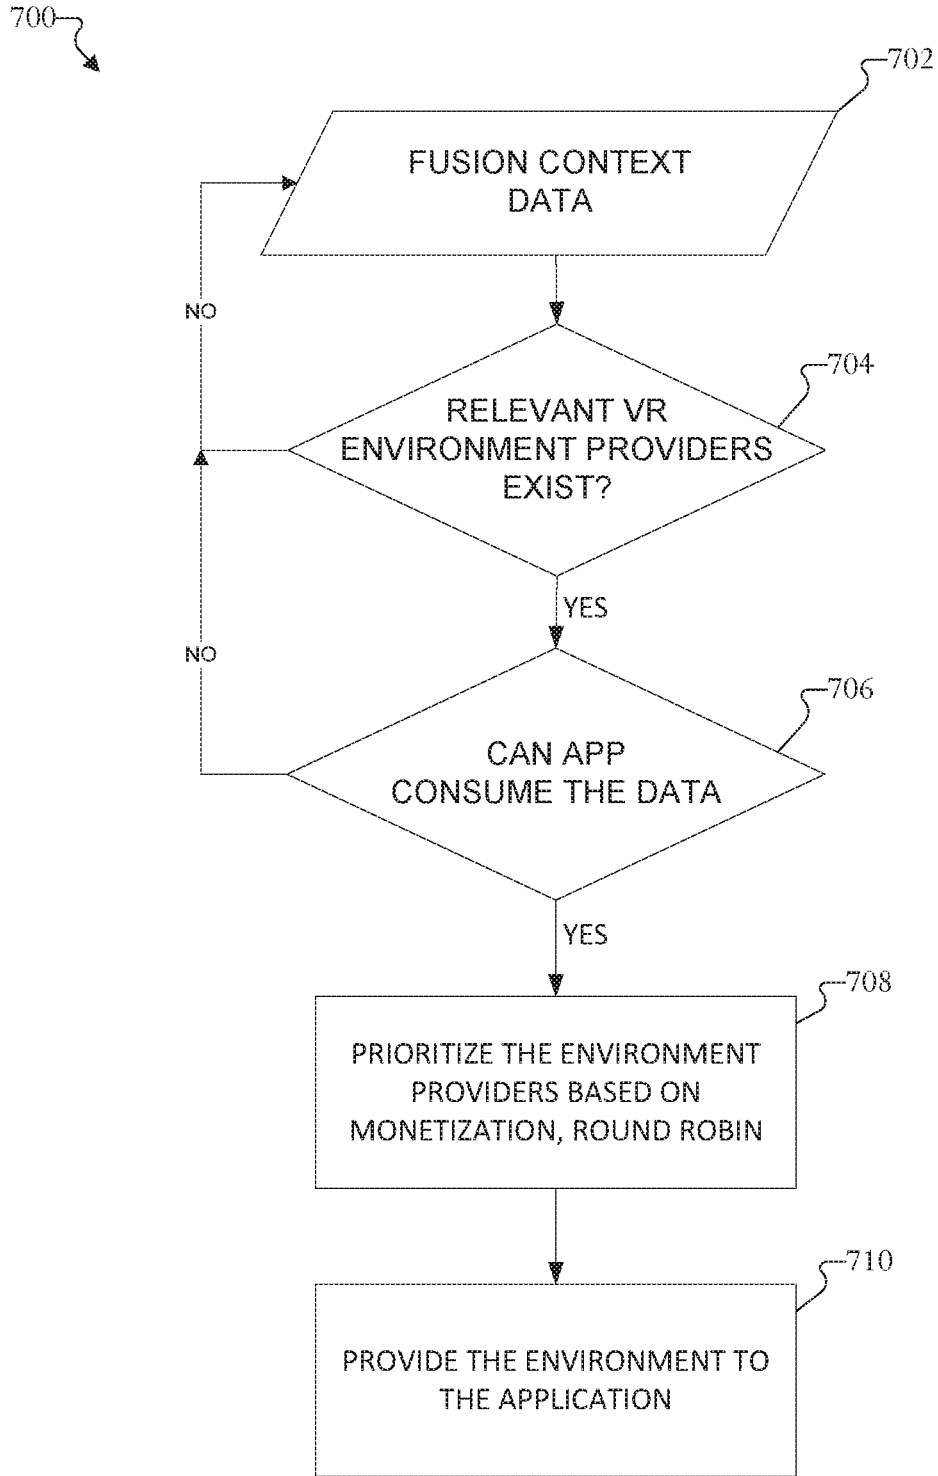 700
702
FUSION CONTEXT
DATA
NO
704
RELEVANT VR
ENVIRONMENT PROVIDERS
EXIST?
YES
NO
706
CAN APP
CONSUME THE DATA
YES
708
PRIORITIZE THE ENVIRONMENT
PROVIDERS BASED ON
MONETIZATION, ROUND ROBIN
710
PROVIDE THE ENVIRONMENT TO
THE APPLICATION